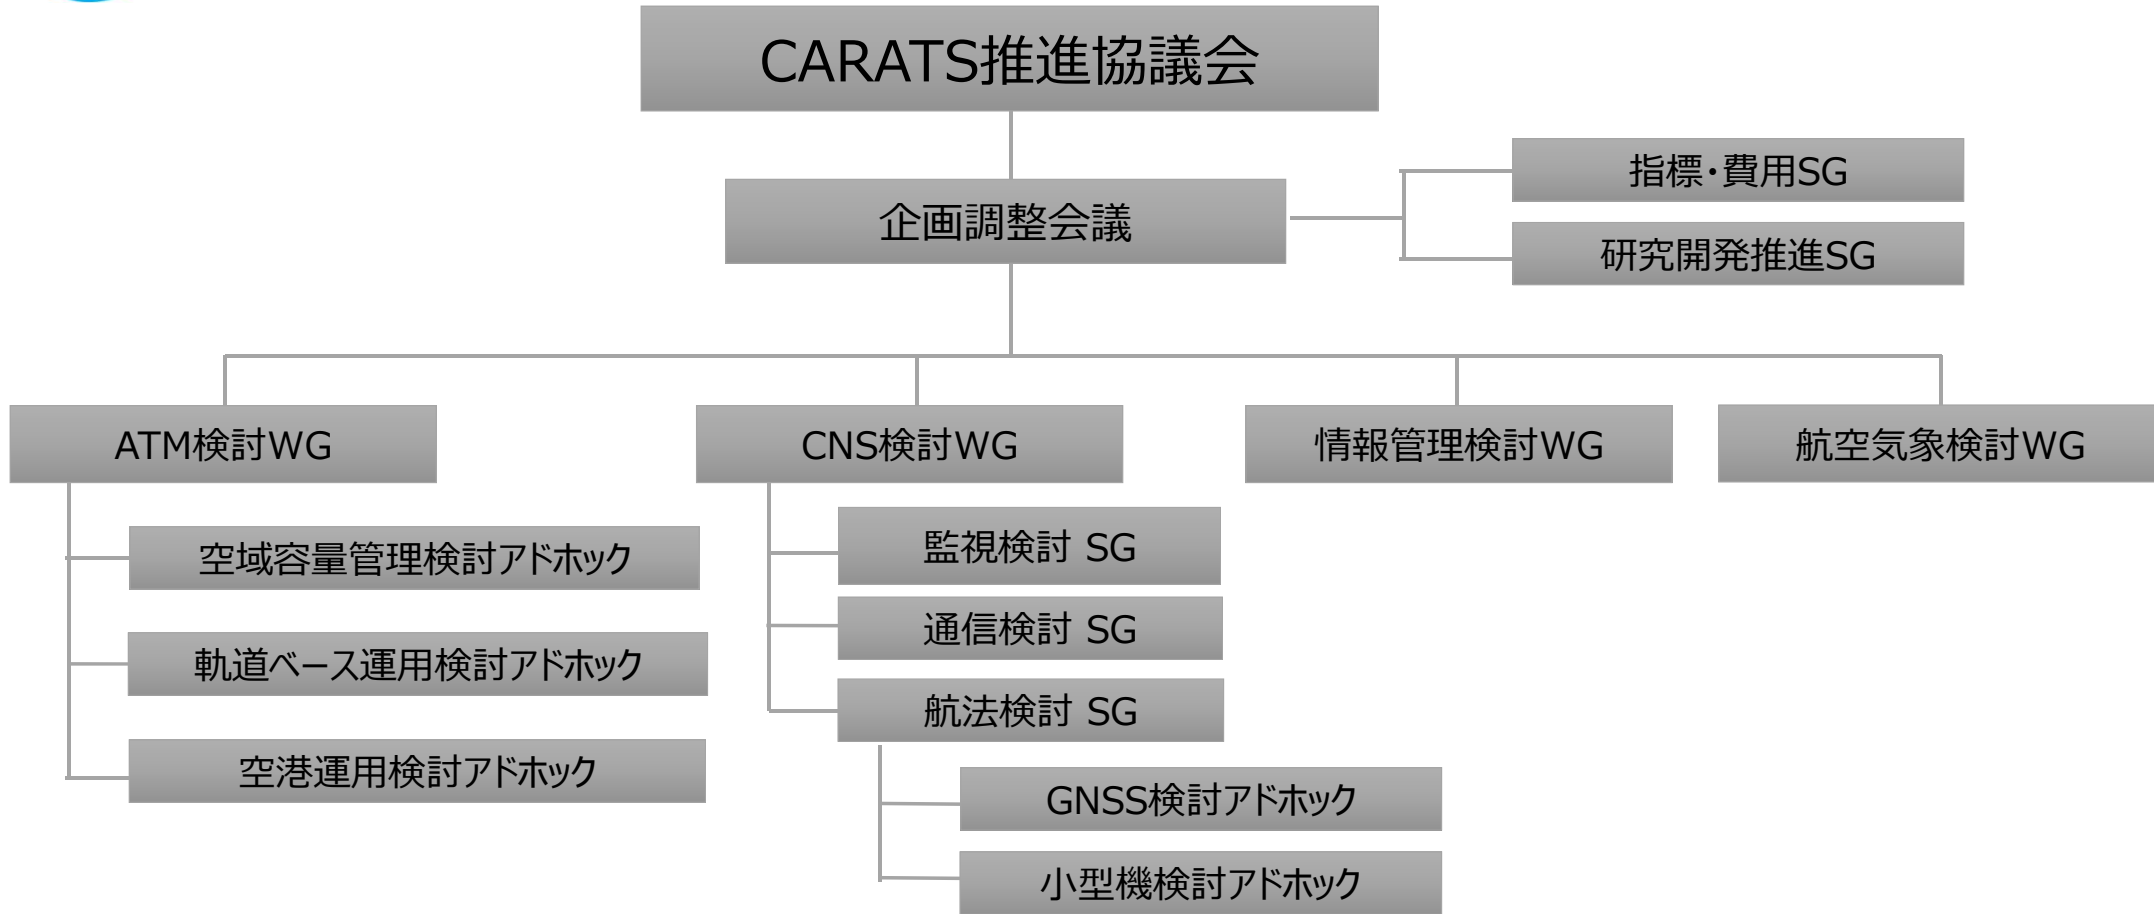 CARATS推進協議会
企画調整会議
指標・費用SG
研究開発推進SG
ATM検討WG
CNS検討WG
情報管理検討WG
航空気象検討WG
空域容量管理検討アドホック
軌道ベース運用検討アドホック
空港運用検討アドホック
監視検討 SG
通信検討 SG
航法検討 SG
GNSS検討アドホック
小型機検討アドホック